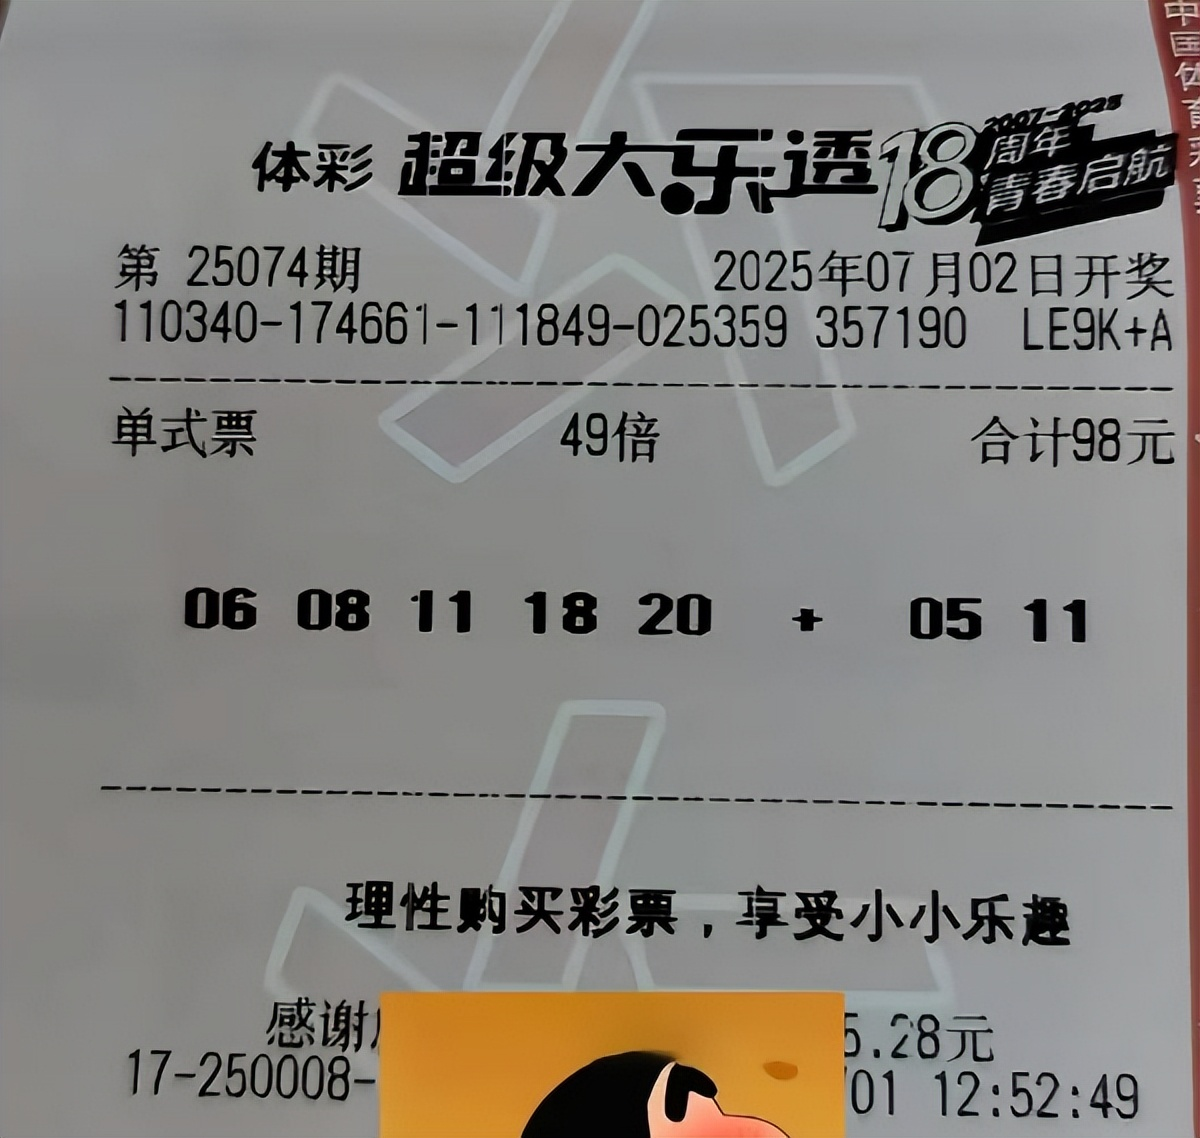 体彩 超级大乐透 18 2007-2025
周年
青春启航
第 25074期 2025年07月02日开奖
110340-174661-111849-025359 357190 LE9K+A
单式票 49倍 合计98元
06 08 11 18 20 + 05 11
理性购买彩票，享受小小乐趣
感谢 5.28元
17-250008- /01 12:52:49
中国体育彩